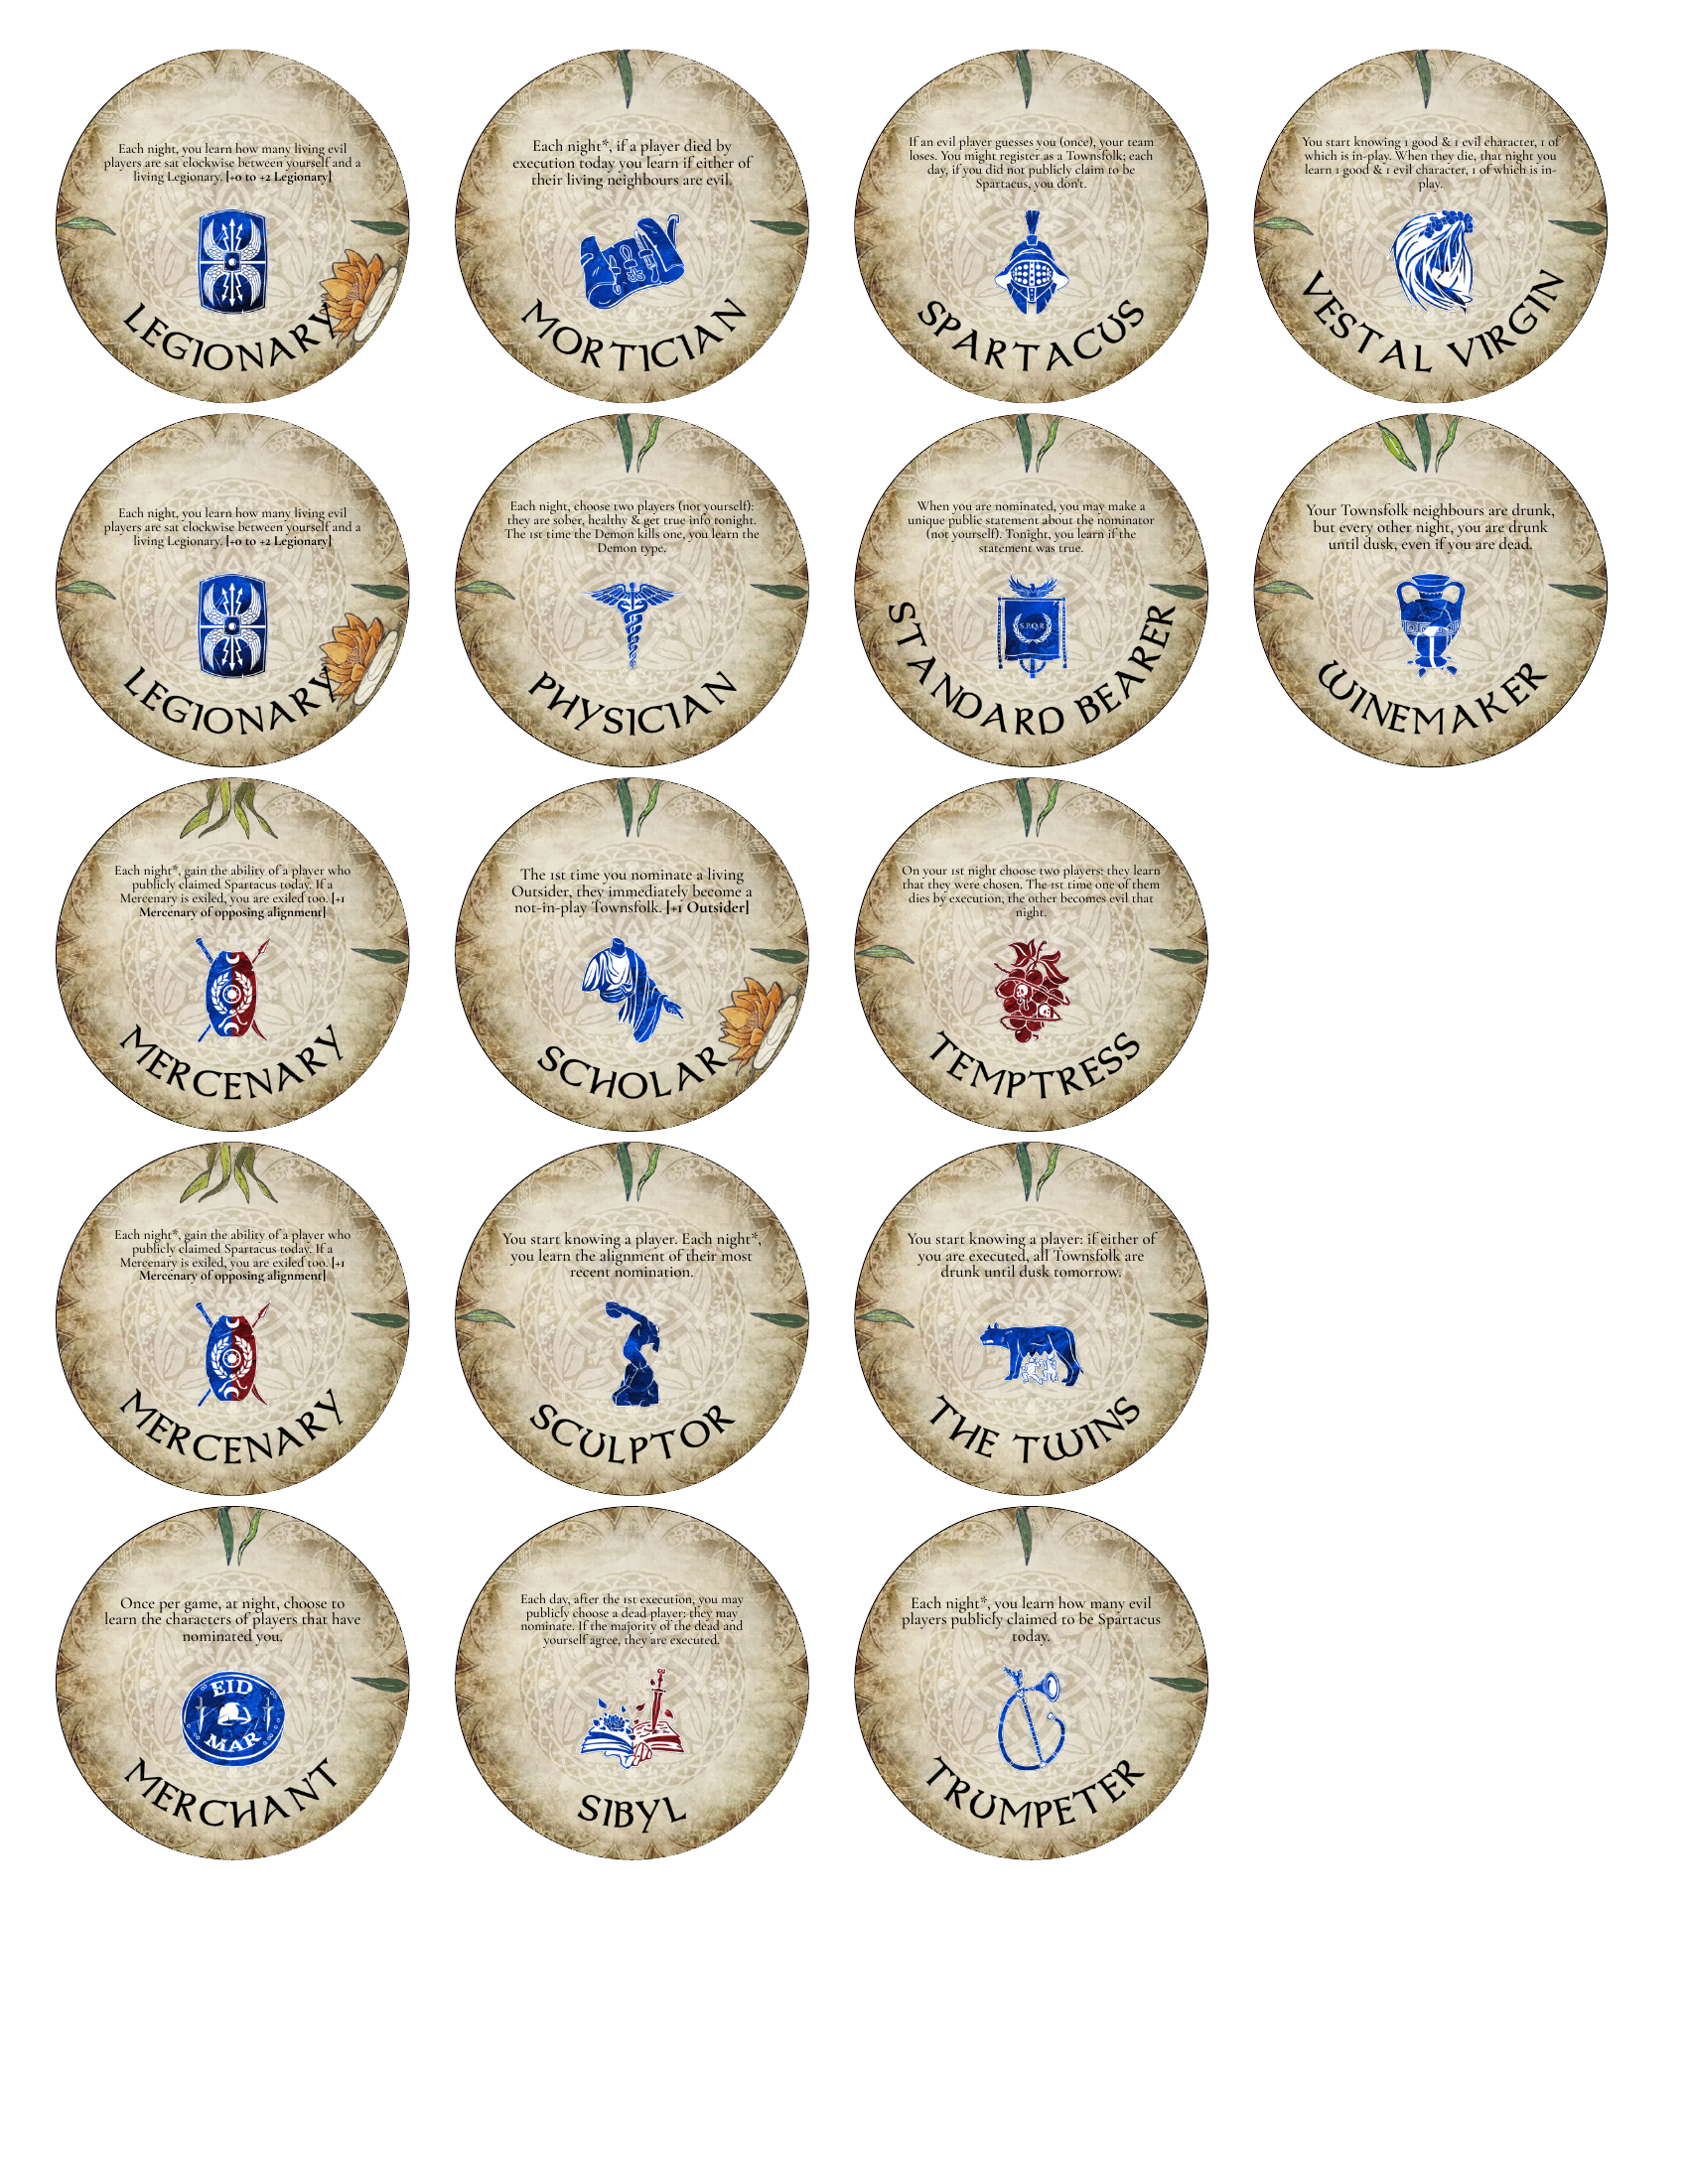 Each night, you learn how many living evil
players are sat clockwise between yourself and a
living Legionary. [+0 to +2 Legionary]
LEGIONARY
Each night*, if a player died by
execution today you learn if either of
their living neighbours are evil.
MORTICIAN
If an evil player guesses you (once), your team
loses. You might register as a Townsfolk; each
day, if you did not publicly claim to be
Spartacus, you don't.
SPARTACUS
You start knowing 1 good & 1 evil character, 1 of
which is in-play. When they die, that night you
learn 1 good & 1 evil character, 1 of which is in-
play.
VESTAL VIRGIN
Each night, you learn how many living evil
players are sat clockwise between yourself and a
living Legionary. [+0 to +2 Legionary]
LEGIONARY
Each night, choose two players (not yourself):
they are sober, healthy & get true info tonight.
The 1st time the Demon kills one, you learn the
Demon type.
PHYSICIAN
When you are nominated, you may make a
unique public statement about the nominator
(not yourself). Tonight, you learn if the
statement was true.
S.P.Q.R
STANDARD BEARER
Your Townsfolk neighbours are drunk,
but every other night, you are drunk
until dusk, even if you are dead.
WINEMAKER
Each night*, gain the ability of a player who
publicly claimed Spartacus today. If a
Mercenary is exiled, you are exiled too. [+1
Mercenary of opposing alignment]
MERCENARY
The 1st time you nominate a living
Outsider, they immediately become a
not-in-play Townsfolk. [+1 Outsider]
SCHOLAR
On your 1st night choose two players: they learn
that they were chosen. The 1st time one of them
dies by execution, the other becomes evil that
night.
TEMPTRESS
Each night*, gain the ability of a player who
publicly claimed Spartacus today. If a
Mercenary is exiled, you are exiled too. [+1
Mercenary of opposing alignment]
MERCENARY
You start knowing a player. Each night*,
you learn the alignment of their most
recent nomination.
SCULPTOR
You start knowing a player: if either of
you are executed, all Townsfolk are
drunk until dusk tomorrow.
THE TWINS
Once per game, at night, choose to
learn the characters of players that have
nominated you.
EID
MAR
MERCHANT
Each day, after the 1st execution, you may
publicly choose a dead player: they may
nominate. If the majority of the dead and
yourself agree, they are executed.
SIBYL
Each night*, you learn how many evil
players publicly claimed to be Spartacus
today.
TRUMPETER